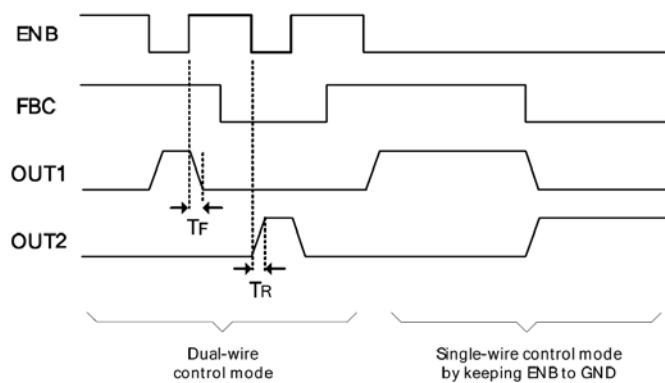 ENB
FBC
OUT1
TF
OUT2
TR
Dual-wire
control mode
Single-wire control mode
by keeping ENB to GND